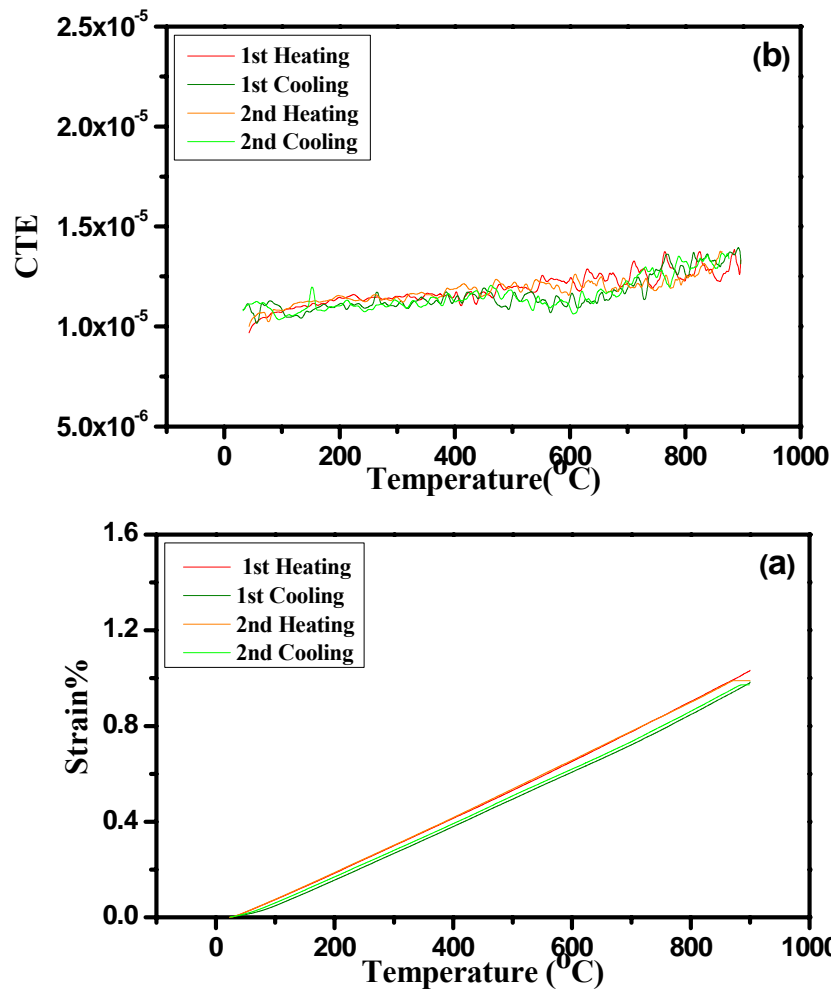 2.5x10⁻⁵
(b)
1st Heating
1st Cooling
2nd Heating
2nd Cooling
2.0x10⁻⁵
CTE
1.5x10⁻⁵
1.0x10⁻⁵
5.0x10⁻⁶
0 200 400 600 800 1000
Temperature(⁰C)
1.6
(a)
1st Heating
1st Cooling
2nd Heating
2nd Cooling
1.2
Strain%
0.8
0.4
0.0
0 200 400 600 800 1000
Temperature (⁰C)